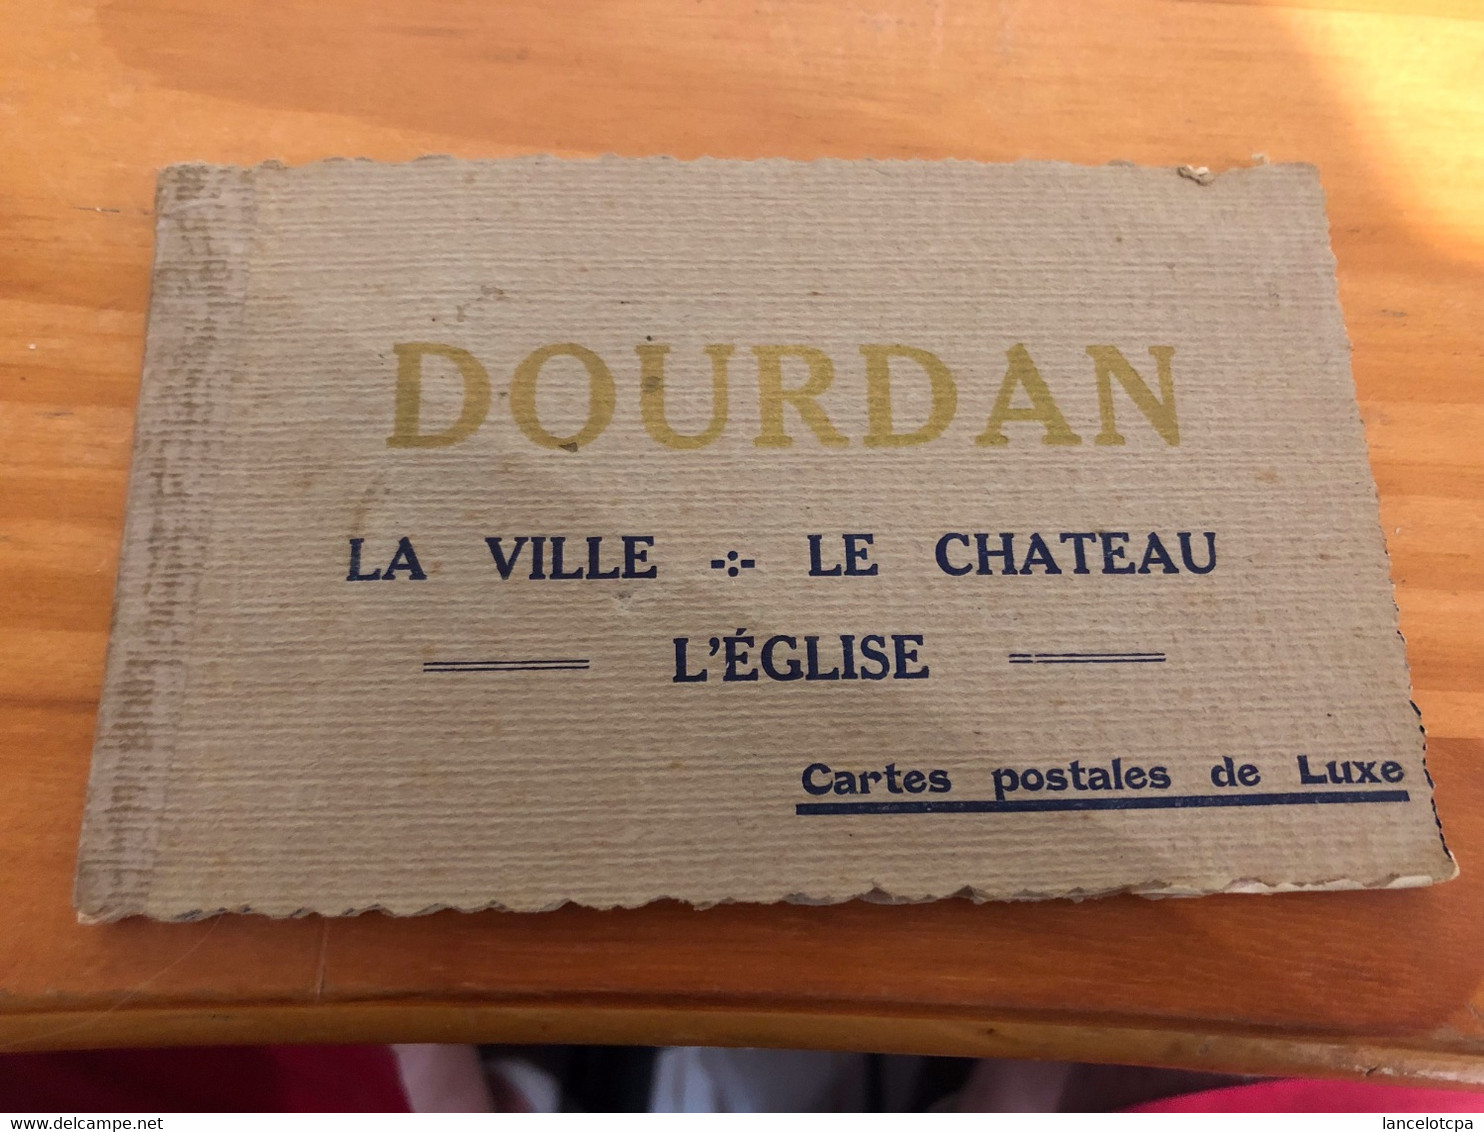 DOURDAN
LA VILLE -:- LE CHATEAU
L'ÉGLISE
Cartes postales de Luxe
www.delcampe.net
lancelotcpa